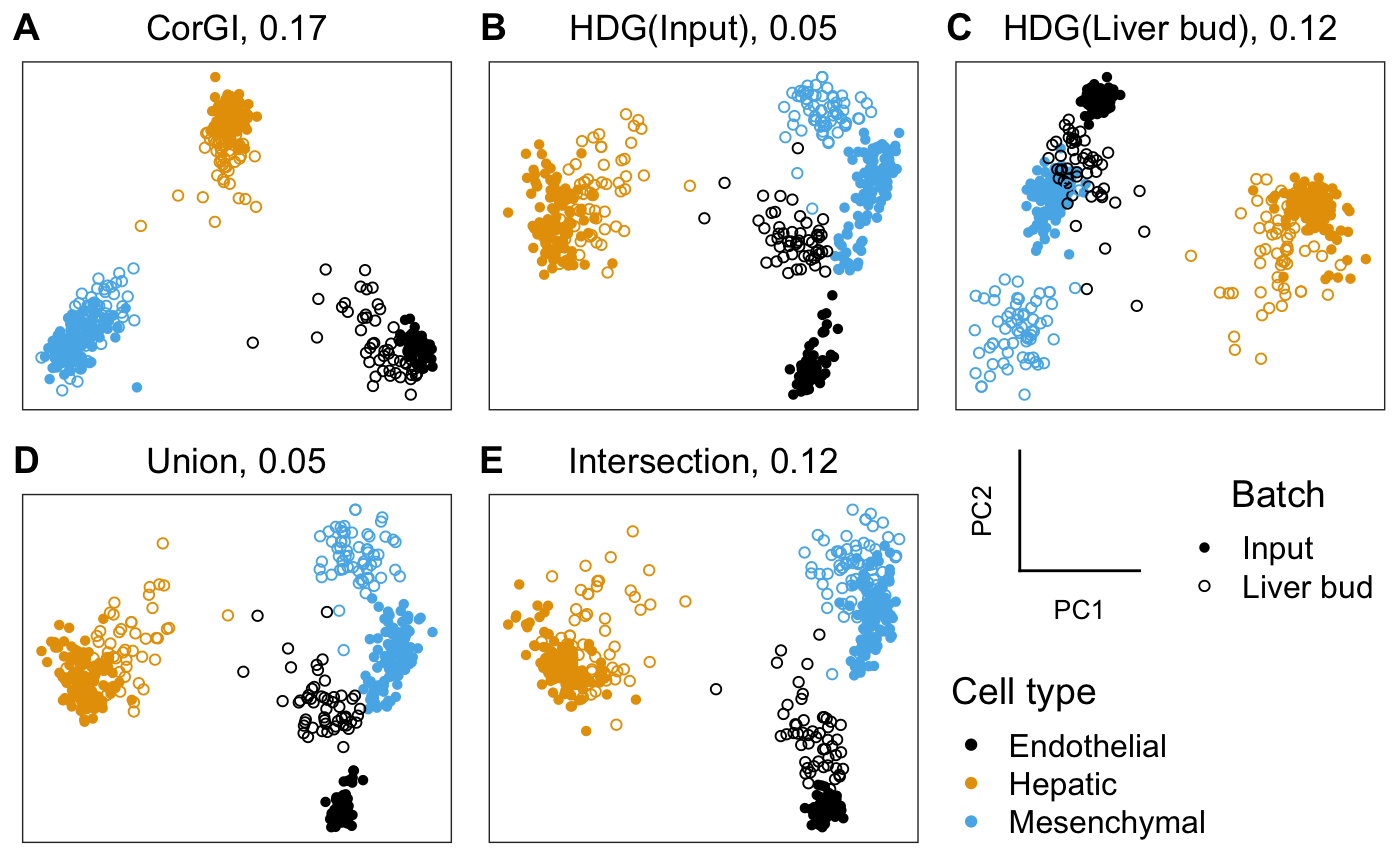 A CorGI, 0.17
B HDG(Input), 0.05
C HDG(Liver bud), 0.12
D Union, 0.05
E Intersection, 0.12
PC2
PC1
Batch
Input
Liver bud
Cell type
Endothelial
Hepatic
Mesenchymal